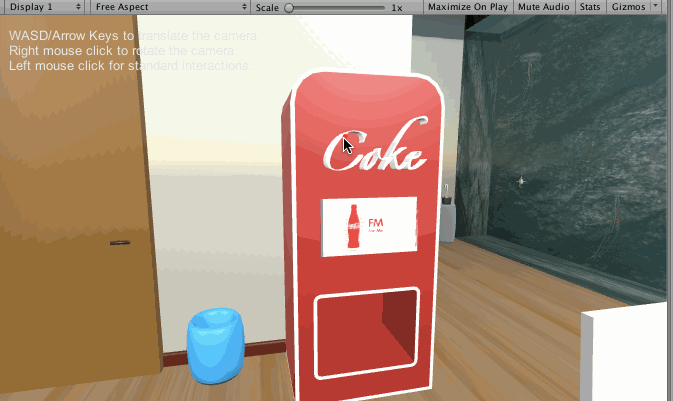 Display 1
Free Aspect
Scale
1x
Maximize On Play
Mute Audio
Stats
Gizmos
WASD/Arrow Keys to translate the camera.
Right mouse click to rotate the camera.
Left mouse click for standard interactions.
Coke
FM